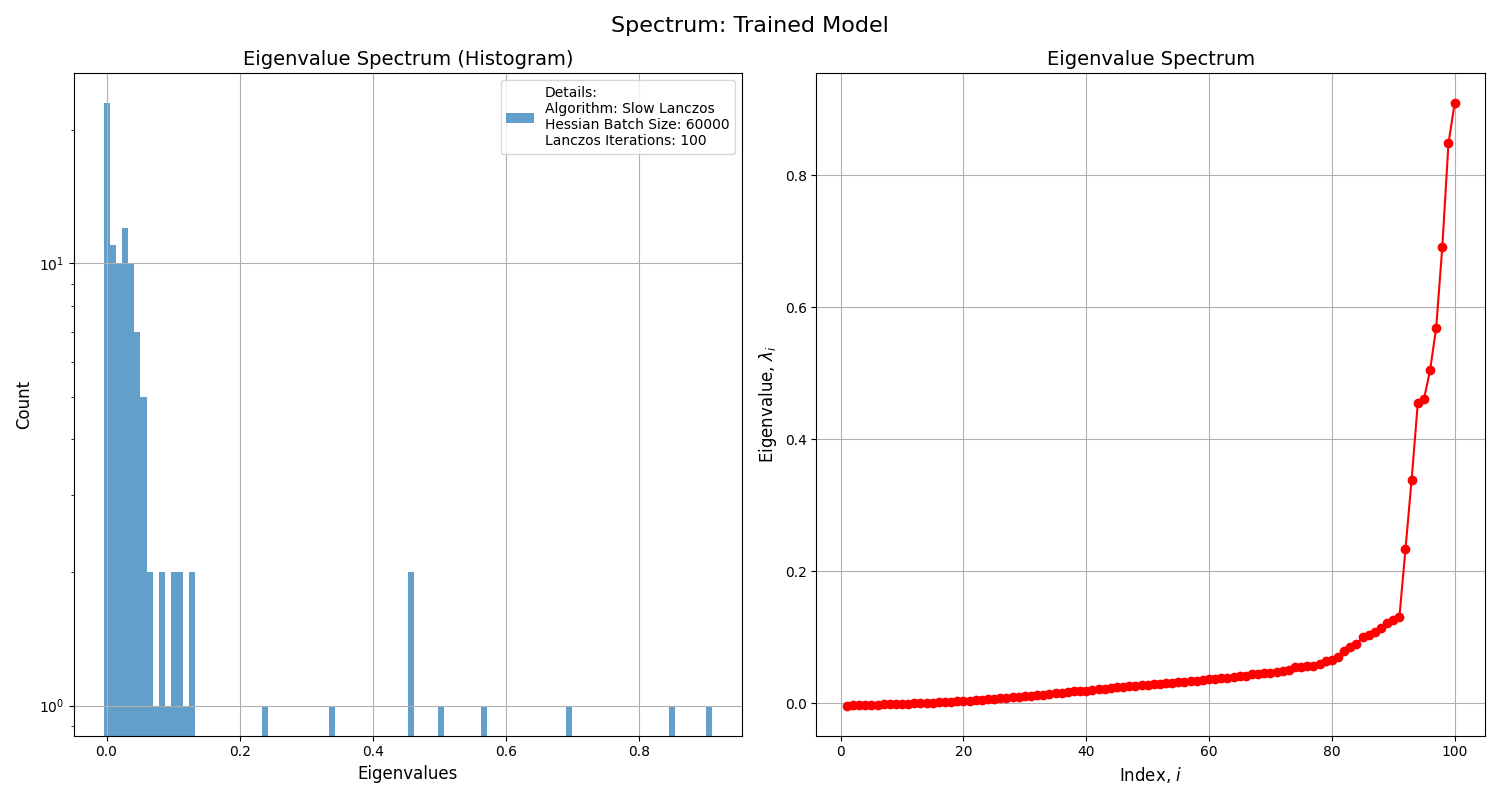 Spectrum: Trained Model
Eigenvalue Spectrum (Histogram)
Details:
Algorithm: Slow Lanczos
Hessian Batch Size: 60000
Lanczos Iterations: 100
Count
10¹
10⁰
0.0 0.2 0.4 0.6 0.8
Eigenvalues
Eigenvalue Spectrum
Eigenvalue, λᵢ
0.8
0.6
0.4
0.2
0.0
0 20 40 60 80 100
Index, i